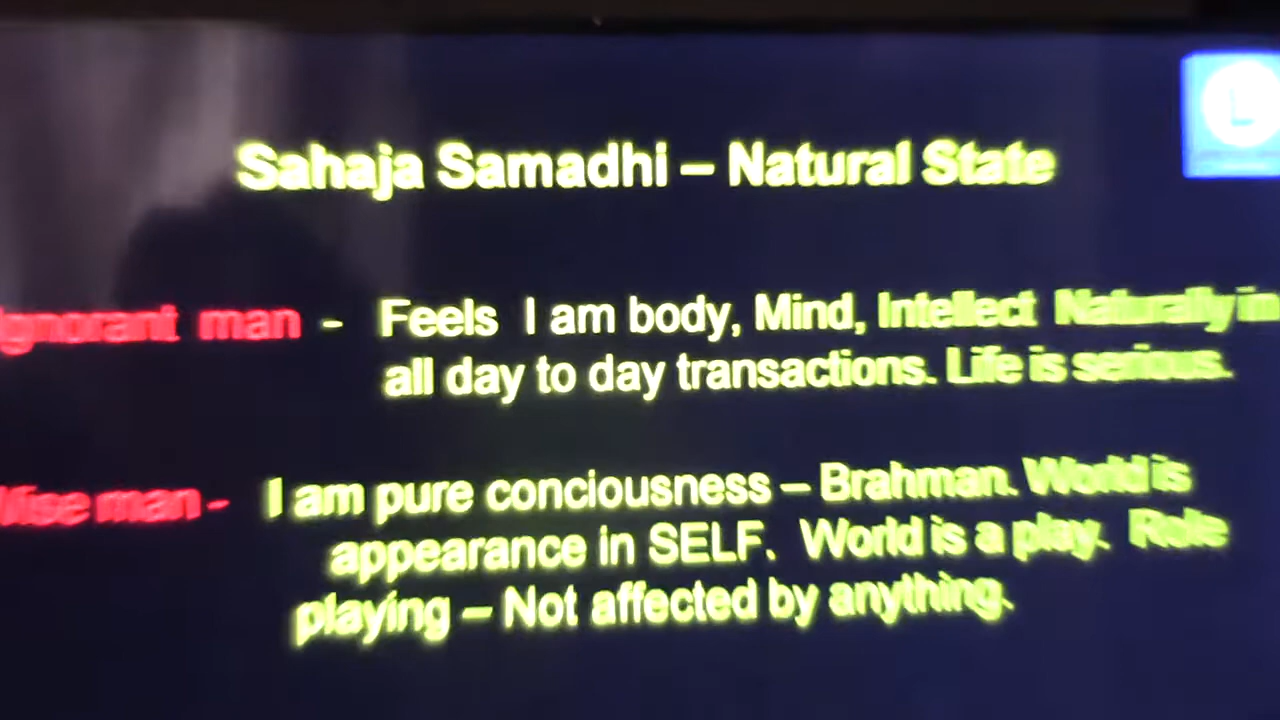 Sahaja Samadhi – Natural State
L
Ignorant man - Feels I am body, Mind, Intellect Naturally in
all day to day transactions. Life is serious.
Wise man - I am pure conciousness – Brahman. World is
appearance in SELF. World is a play. Role
playing – Not affected by anything.